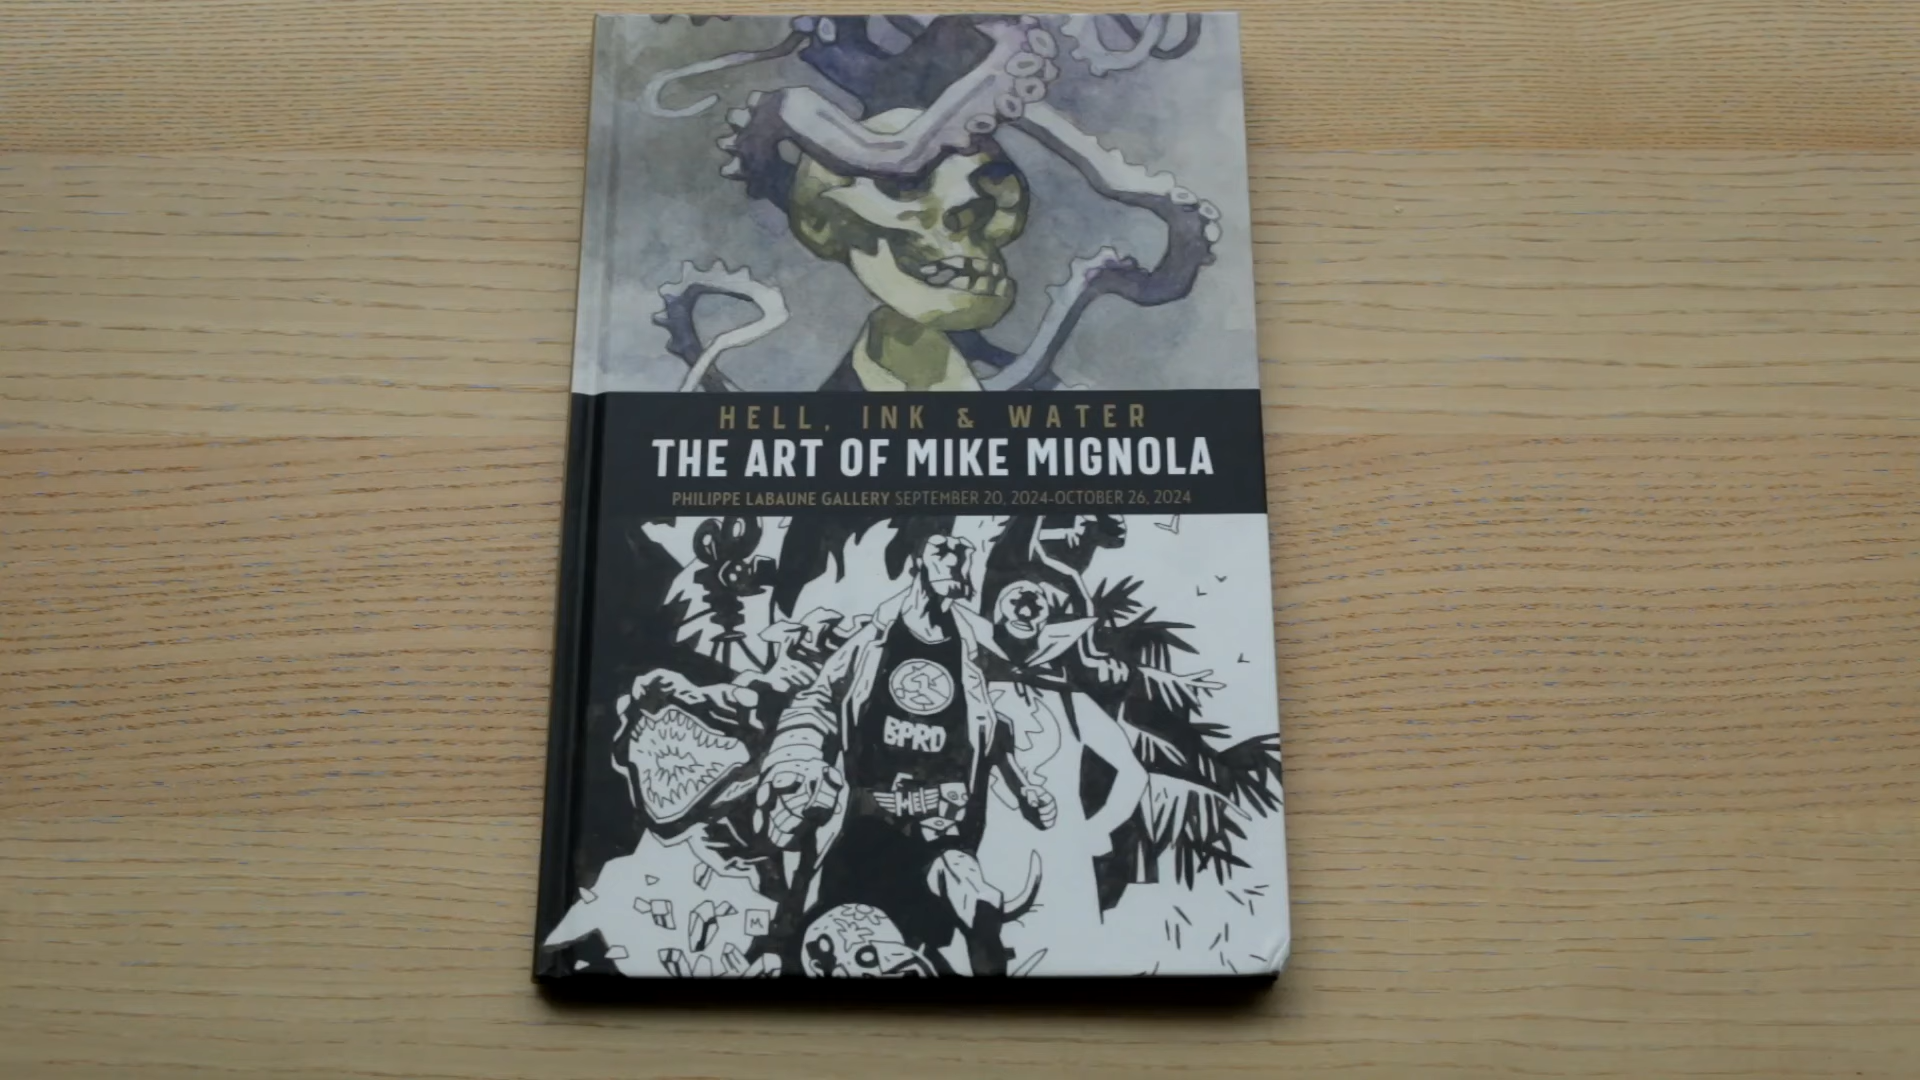 HELL, INK & WATER
THE ART OF MIKE MIGNOLA
PHILIPPE LABAUNE GALLERY SEPTEMBER 20, 2024-OCTOBER 26, 2024
BPRD
M